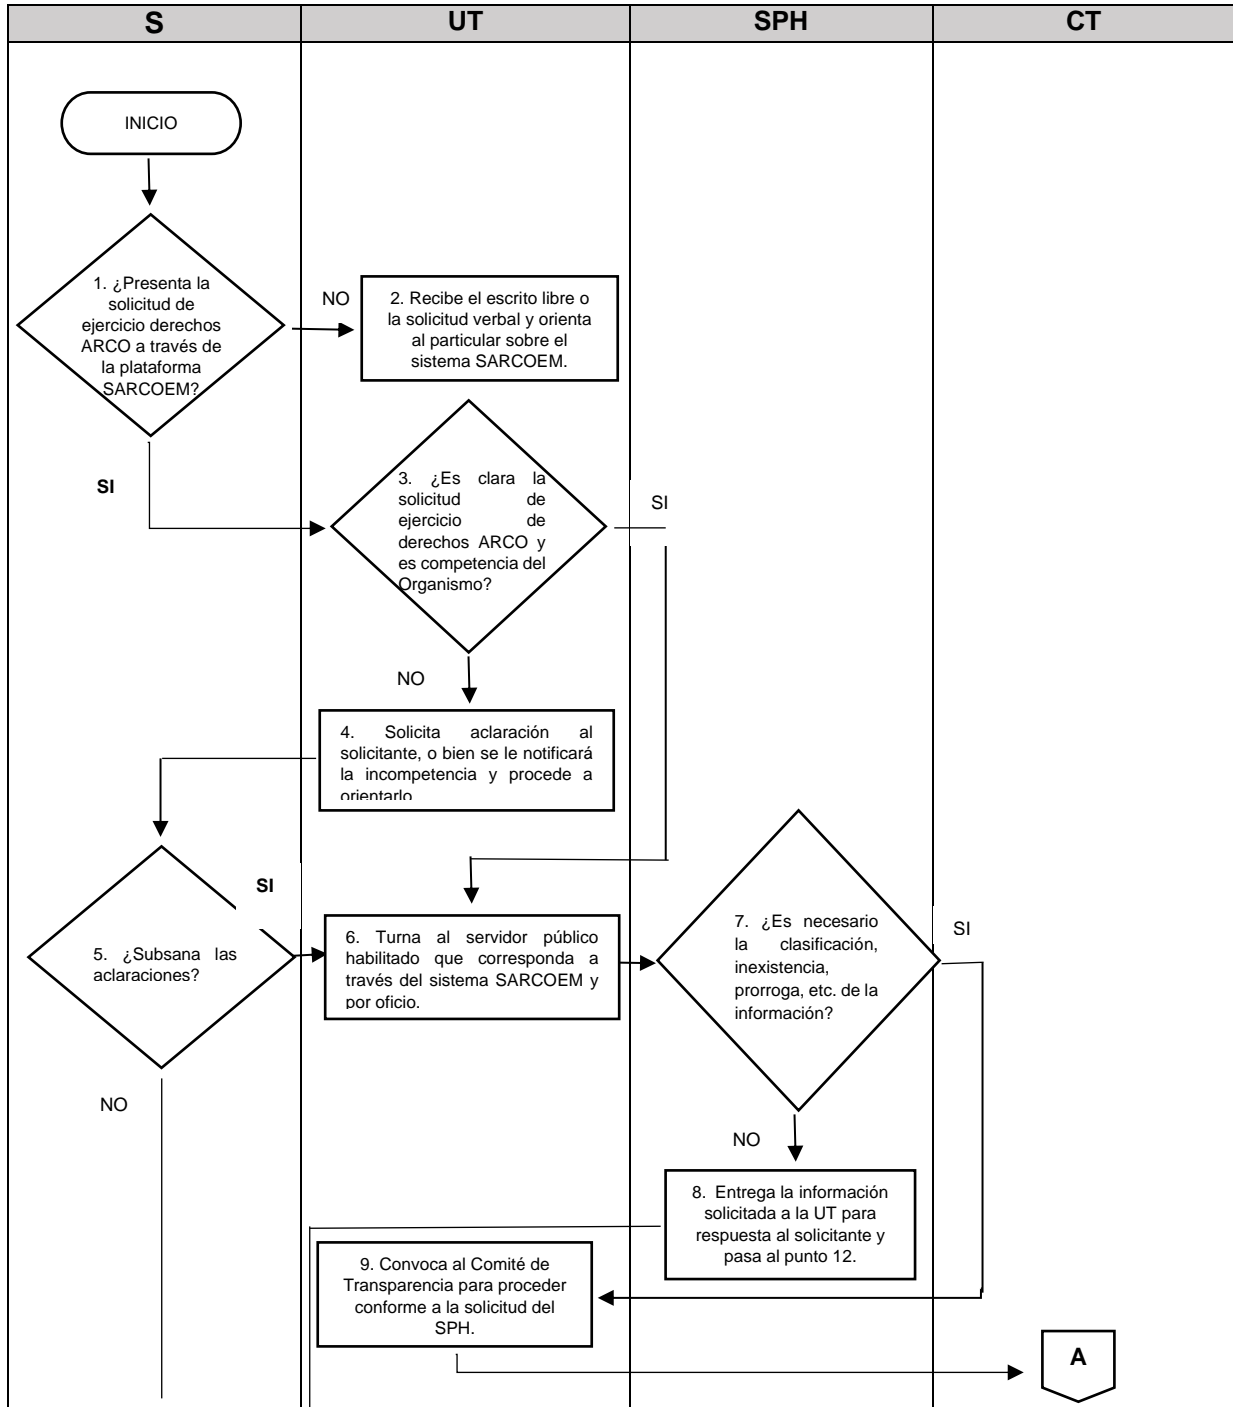 S
UT
SPH
CT
INICIO
1. ¿Presenta la
solicitud de
ejercicio derechos
ARCO a través de
la plataforma
SARCOEM?
NO
2. Recibe el escrito libre o
la solicitud verbal y orienta
al particular sobre el
sistema SARCOEM.
SI
3. ¿Es clara la
solicitud de
ejercicio de
derechos ARCO y
es competencia del
Organismo?
SI
NO
4. Solicita aclaración al
solicitante, o bien se le notificará
la incompetencia y procede a
orientarlo
5. ¿Subsana las
aclaraciones?
SI
NO
6. Turna al servidor público
habilitado que corresponda a
través del sistema SARCOEM y
por oficio.
7. ¿Es necesario
la clasificación,
inexistencia,
prorroga, etc. de la
información?
SI
NO
8. Entrega la información
solicitada a la UT para
respuesta al solicitante y
pasa al punto 12.
9. Convoca al Comité de
Transparencia para proceder
conforme a la solicitud del
SPH.
A